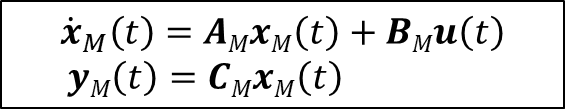 ẋ_M(t) = A_M x_M(t) + B_M u(t)
y_M(t) = C_M x_M(t)